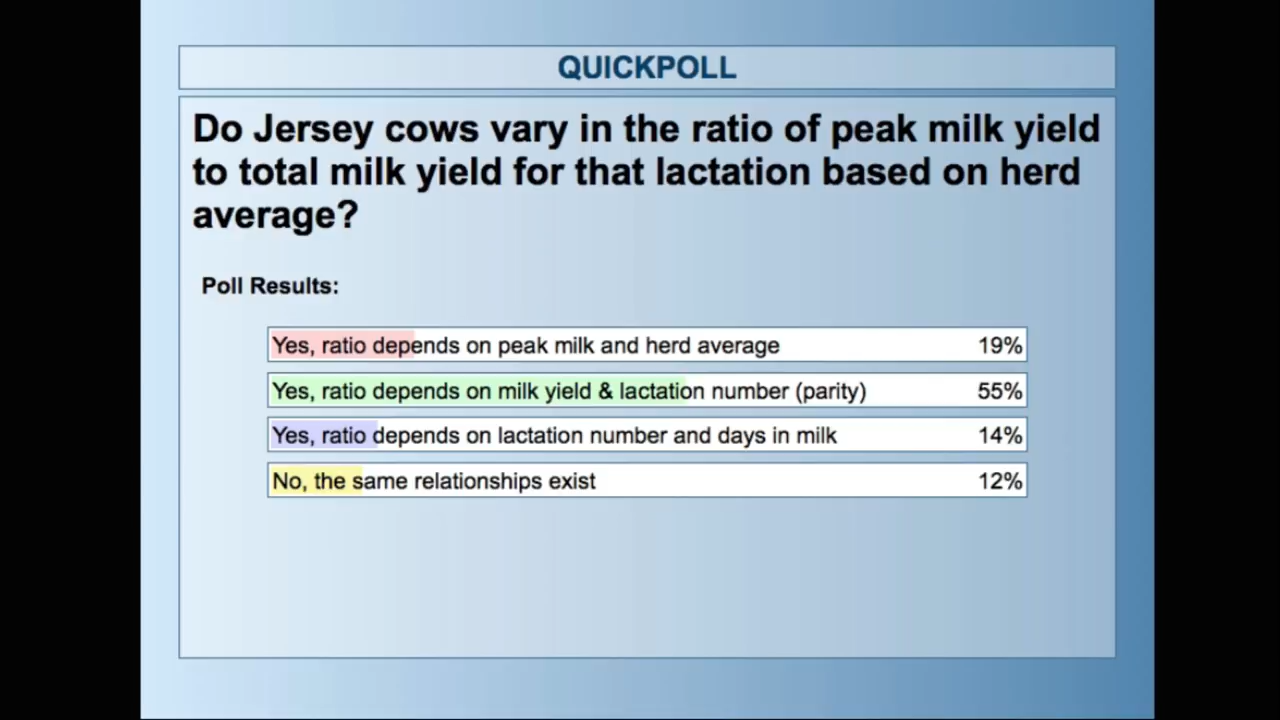 QUICKPOLL
Do Jersey cows vary in the ratio of peak milk yield
to total milk yield for that lactation based on herd
average?
Poll Results:
Yes, ratio depends on peak milk and herd average 19%
Yes, ratio depends on milk yield & lactation number (parity) 55%
Yes, ratio depends on lactation number and days in milk 14%
No, the same relationships exist 12%